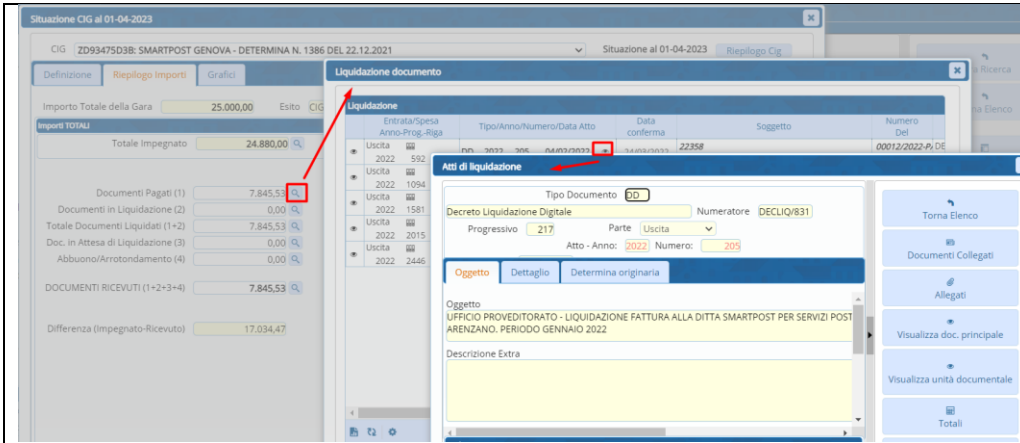 Situazione CIG al 01-04-2023
CIG ZD93475D3B: SMARTPOST GENOVA - DETERMINA N. 1386 DEL 22.12.2021 Situazione al 01-04-2023 Riepilogo Cig
Definizione Riepilogo Importi Grafici
Importo Totale della Gara 25.000,00 Esito CIG
Importi TOTALI
Totale Impegnato 24.880,00
Documenti Pagati (1) 7.845,53
Documenti in Liquidazione (2) 0,00
Totale Documenti Liquidati (1+2) 7.845,53
Doc. in Attesa di Liquidazione (3) 0,00
Abbuono/Arrotondamento (4) 0,00
DOCUMENTI RICEVUTI (1+2+3+4) 7.845,53
Differenza (Impegnato-Ricevuto) 17.034,47
Liquidazione documento
Liquidazione
Entrata/Spesa Anno-Prog.-Riga
Tipo/Anno/Numero/Data Atto
Data conferma
Soggetto
Numero Del
Uscita
2022 592
DD 2022 205 04/02/2022 24/03/2022 22358 00012/2022-P DE
Uscita
2022 1094
Uscita
2022 1581
Uscita
2022 2015
Uscita
2022 2446
Atti di liquidazione
Tipo Documento DD
Decreto Liquidazione Digitale Numeratore DECLIQ/831
Progressivo 217 Parte Uscita
Atto - Anno: 2022 Numero: 205
Oggetto Dettaglio Determina originaria
Oggetto
UFFICIO PROVEDITORATO - LIQUIDAZIONE FATTURA ALLA DITTA SMARTPOST PER SERVIZI POST
ARENZANO. PERIODO GENNAIO 2022
Descrizione Extra
Torna Elenco
Documenti Collegati
Allegati
Visualizza doc. principale
Visualizza unità documentale
Totali
a Ricerca
na Elenco